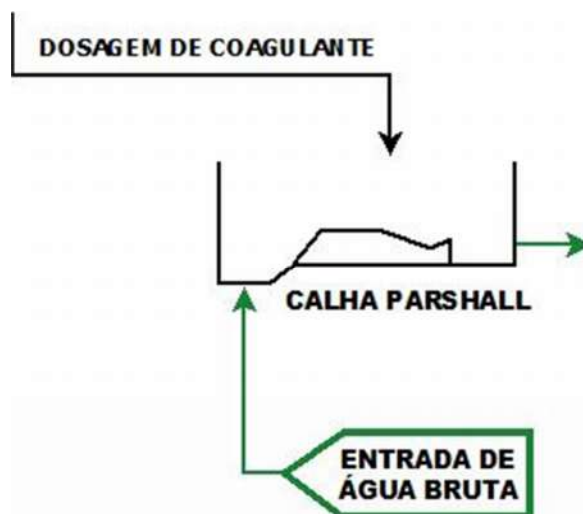 DOSAGEM DE COAGULANTE
CALHA PARSHALL
ENTRADA DE
ÁGUA BRUTA